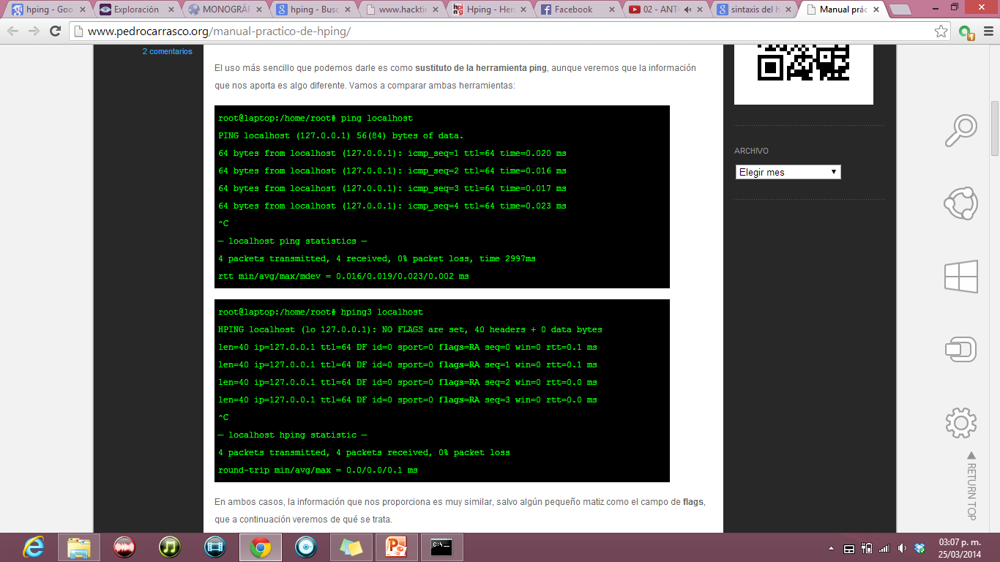 hping - Goo
Exploración
MONOGRÁF
hping - Busc
www.hacktin
Hping - Herr
Facebook
02 - ANT
sintaxis del h
Manual prác
www.pedrocarrasco.org/manual-practico-de-hping/
1
2 comentarios
El uso más sencillo que podemos darle es como sustituto de la herramienta ping, aunque veremos que la información
que nos aporta es algo diferente. Vamos a comparar ambas herramientas:
root@laptop:/home/root# ping localhost
PING localhost (127.0.0.1) 56(84) bytes of data.
64 bytes from localhost (127.0.0.1): icmp_seq=1 ttl=64 time=0.020 ms
64 bytes from localhost (127.0.0.1): icmp_seq=2 ttl=64 time=0.016 ms
64 bytes from localhost (127.0.0.1): icmp_seq=3 ttl=64 time=0.017 ms
64 bytes from localhost (127.0.0.1): icmp_seq=4 ttl=64 time=0.023 ms
^C
— localhost ping statistics —
4 packets transmitted, 4 received, 0% packet loss, time 2997ms
rtt min/avg/max/mdev = 0.016/0.019/0.023/0.002 ms
root@laptop:/home/root# hping3 localhost
HPING localhost (lo 127.0.0.1): NO FLAGS are set, 40 headers + 0 data bytes
len=40 ip=127.0.0.1 ttl=64 DF id=0 sport=0 flags=RA seq=0 win=0 rtt=0.1 ms
len=40 ip=127.0.0.1 ttl=64 DF id=0 sport=0 flags=RA seq=1 win=0 rtt=0.1 ms
len=40 ip=127.0.0.1 ttl=64 DF id=0 sport=0 flags=RA seq=2 win=0 rtt=0.0 ms
len=40 ip=127.0.0.1 ttl=64 DF id=0 sport=0 flags=RA seq=3 win=0 rtt=0.0 ms
^C
— localhost hping statistic —
4 packets transmitted, 4 packets received, 0% packet loss
round-trip min/avg/max = 0.0/0.0/0.1 ms
En ambos casos, la información que nos proporciona es muy similar, salvo algún pequeño matiz como el campo de flags,
que a continuación veremos de qué se trata.
ARCHIVO
Elegir mes
RETURN TOP
03:07 p. m.
25/03/2014